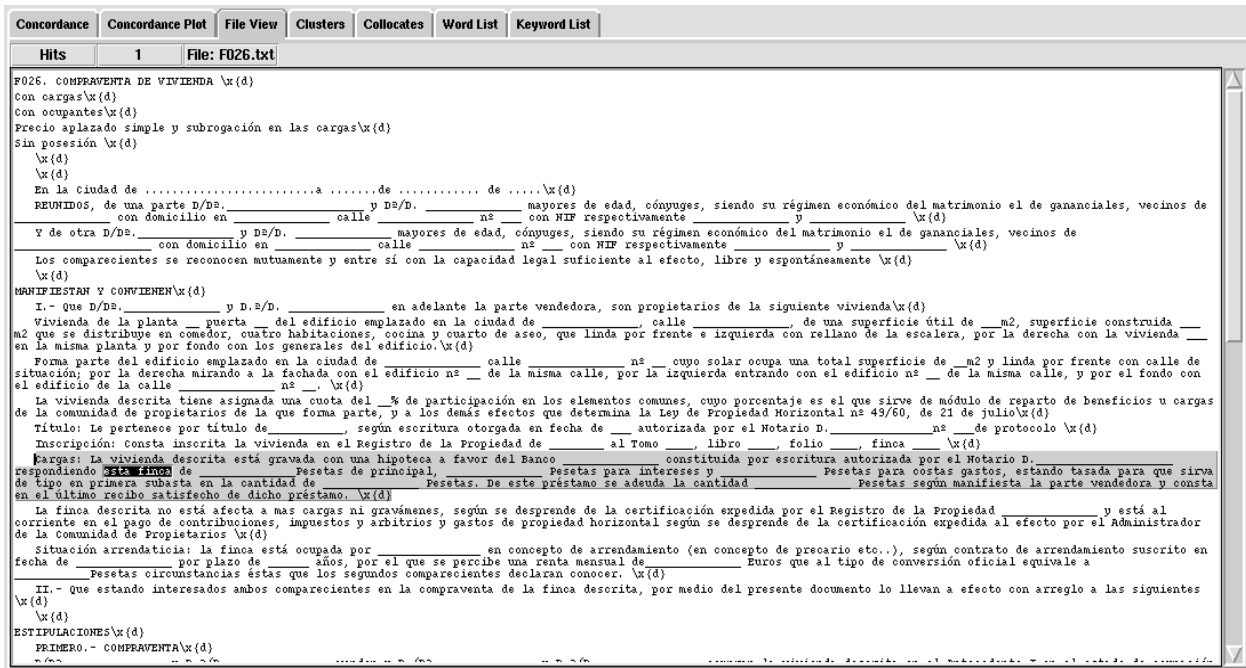 Concordance Concordance Plot File View Clusters Collocates Word List Keyword List
Hits 1 File: F026.txt
F026. COMPRAVENTA DE VIVIENDA \x{d}
Con cargas\x{d}
Con ocupantes\x{d}
Precio aplazado simple y subrogación en las cargas\x{d}
Sin posesión \x{d}
\x{d}
\x{d}
En la Ciudad de ........................a .......de ............ de .....\x{d}
REUNIDOS, de una parte D/Dª.___________________ y Dª/D. _____________ mayores de edad, cónyuges, siendo su régimen económico del matrimonio el de gananciales, vecinos de
______________ con domicilio en ______________ calle _____________ nº ___ con NIF respectivamente _____________ y _____________ \x{d}
Y de otra D/Dª.______________ y Dª/D. _____________ mayores de edad, cónyuges, siendo su régimen económico del matrimonio el de gananciales, vecinos de
___________________ con domicilio en ______________ calle ______________ nº ___ con NIF respectivamente _____________ y _____________ \x{d}
Los comparecientes se reconocen mutuamente y entre sí con la capacidad legal suficiente al efecto, libre y espontáneamente \x{d}
\x{d}
MANIFIESTAN Y CONVIENEN\x{d}
I.- Que D/Dª._____________ y D.ª/D. _____________ en adelante la parte vendedora, son propietarios de la siguiente vivienda\x{d}
Vivienda de la planta __ puerta __ del edificio emplazado en la ciudad de _____________, calle _____________, de una superficie útil de ___m2, superficie construida ___
m2 que se distribuye en comedor, cuatro habitaciones, cocina y cuarto de aseo, que linda por frente e izquierda con rellano de la escalera, por la derecha con la vivienda ___
en la misma planta y por fondo con los generales del edificio.\x{d}
Forma parte del edificio emplazado en la ciudad de _____________ calle _____________ nº __ cuyo solar ocupa una total superficie de __m2 y linda por frente con calle de
situación; por la derecha mirando a la fachada con el edificio nº __ de la misma calle, por la izquierda entrando con el edificio nº __ de la misma calle, y por el fondo con
el edificio de la calle _____________ nº __. \x{d}
La vivienda descrita tiene asignada una cuota del __% de participación en los elementos comunes, cuyo porcentaje es el que sirve de módulo de reparto de beneficios u cargas
de la comunidad de propietarios de la que forma parte, y a los demás efectos que determina la Ley de Propiedad Horizontal nº 49/60, de 21 de julio\x{d}
Título: Le pertenece por título de__________, según escritura otorgada en fecha de ___ autorizada por el Notario D. _____________nº ___de protocolo \x{d}
Inscripción: Consta inscrita la vivienda en el Registro de la Propiedad de ________ al Tomo ____, libro ____, folio ____, finca ____ \x{d}
Cargas: La vivienda descrita está gravada con una hipoteca a favor del Banco _____________ constituida por escritura autorizada por el Notario D.___________________
respondiendo esta finca de _____________Pesetas de principal, _____________ Pesetas para intereses y _____________ Pesetas para costas gastos, estando tasada para que sirva
de tipo en primera subasta en la cantidad de _____________ Pesetas. De este préstamo se adeuda la cantidad _____________ Pesetas según manifiesta la parte vendedora y consta
en el último recibo satisfecho de dicho préstamo. \x{d}
La finca descrita no está afecta a mas cargas ni gravámenes, según se desprende de la certificación expedida por el Registro de la Propiedad _____________ y está al
corriente en el pago de contribuciones, impuestos y arbitrios y gastos de propiedad horizontal según se desprende de la certificación expedida al efecto por el Administrador
de la Comunidad de Propietarios \x{d}
Situación arrendaticia: la finca está ocupada por ______________ en concepto de arrendamiento (en concepto de precario etc..), según contrato de arrendamiento suscrito en
fecha de _____________ por plazo de ______ años, por el que se percibe una renta mensual de_____________ Euros que al tipo de conversión oficial equivale a
__________Pesetas circunstancias éstas que los segundos comparecientes declaran conocer. \x{d}
II.- Que estando interesados ambos comparecientes en la compraventa de la finca descrita, por medio del presente documento lo llevan a efecto con arreglo a las siguientes
\x{d}
\x{d}
ESTIPULACIONES\x{d}
PRIMERO.- COMPRAVENTA\x{d}